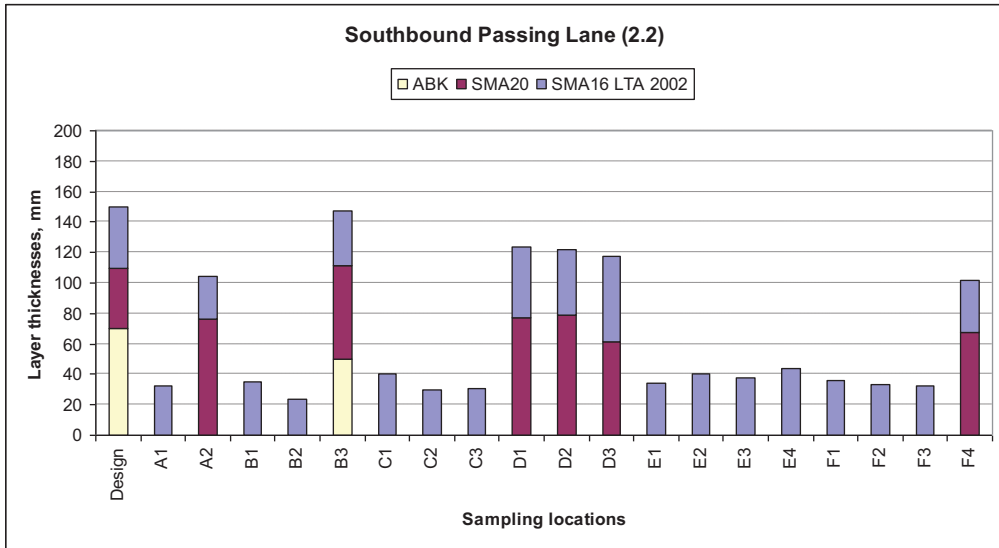 Southbound Passing Lane (2.2)
ABK SMA20 SMA16 LTA 2002
Layer thicknesses, mm
200
180
160
140
120
100
80
60
40
20
0
Design A1 A2 B1 B2 B3 C1 C2 C3 D1 D2 D3 E1 E2 E3 E4 F1 F2 F3 F4
Sampling locations